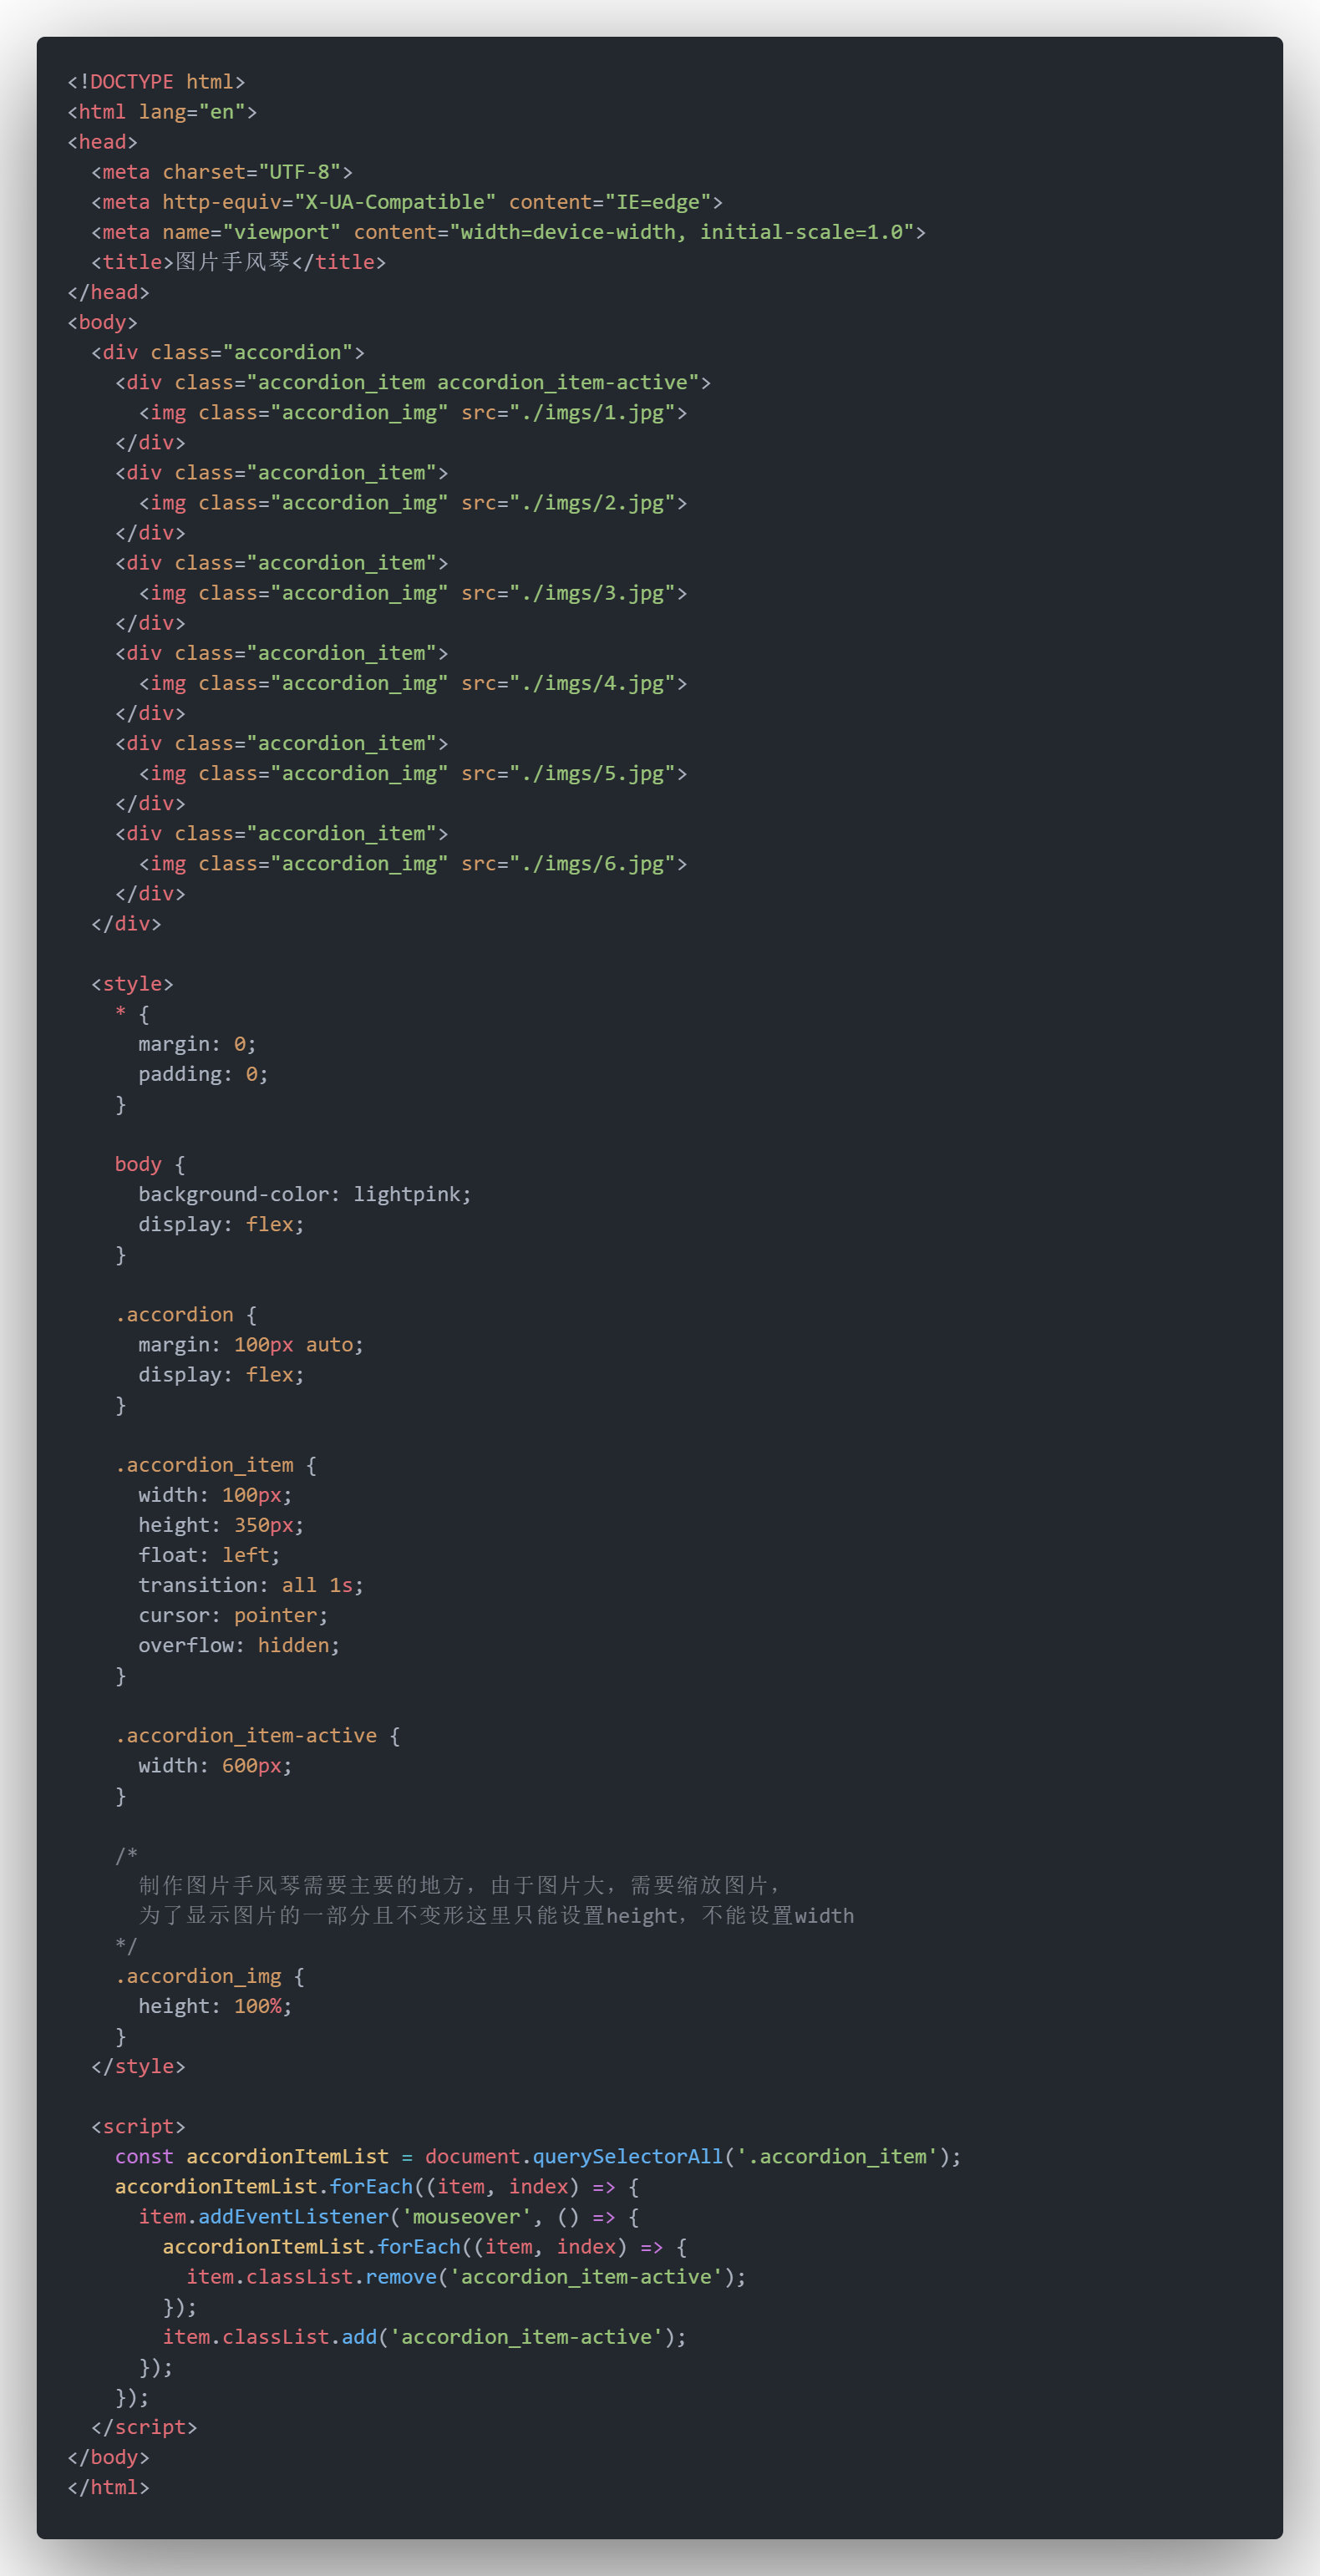 <!DOCTYPE html>
<html lang="en">
<head>
  <meta charset="UTF-8">
  <meta http-equiv="X-UA-Compatible" content="IE=edge">
  <meta name="viewport" content="width=device-width, initial-scale=1.0">
  <title>图片手风琴</title>
</head>
<body>
  <div class="accordion">
    <div class="accordion_item accordion_item-active">
      <img class="accordion_img" src="./imgs/1.jpg">
    </div>
    <div class="accordion_item">
      <img class="accordion_img" src="./imgs/2.jpg">
    </div>
    <div class="accordion_item">
      <img class="accordion_img" src="./imgs/3.jpg">
    </div>
    <div class="accordion_item">
      <img class="accordion_img" src="./imgs/4.jpg">
    </div>
    <div class="accordion_item">
      <img class="accordion_img" src="./imgs/5.jpg">
    </div>
    <div class="accordion_item">
      <img class="accordion_img" src="./imgs/6.jpg">
    </div>
  </div>

  <style>
    * {
      margin: 0;
      padding: 0;
    }

    body {
      background-color: lightpink;
      display: flex;
    }

    .accordion {
      margin: 100px auto;
      display: flex;
    }

    .accordion_item {
      width: 100px;
      height: 350px;
      float: left;
      transition: all 1s;
      cursor: pointer;
      overflow: hidden;
    }

    .accordion_item-active {
      width: 600px;
    }

    /*
      制作图片手风琴需要主要的地方，由于图片大，需要缩放图片，
      为了显示图片的一部分且不变形这里只能设置height，不能设置width
    */
    .accordion_img {
      height: 100%;
    }
  </style>

  <script>
    const accordionItemList = document.querySelectorAll('.accordion_item');
    accordionItemList.forEach((item, index) => {
      item.addEventListener('mouseover', () => {
        accordionItemList.forEach((item, index) => {
          item.classList.remove('accordion_item-active');
        });
        item.classList.add('accordion_item-active');
      });
    });
  </script>
</body>
</html>